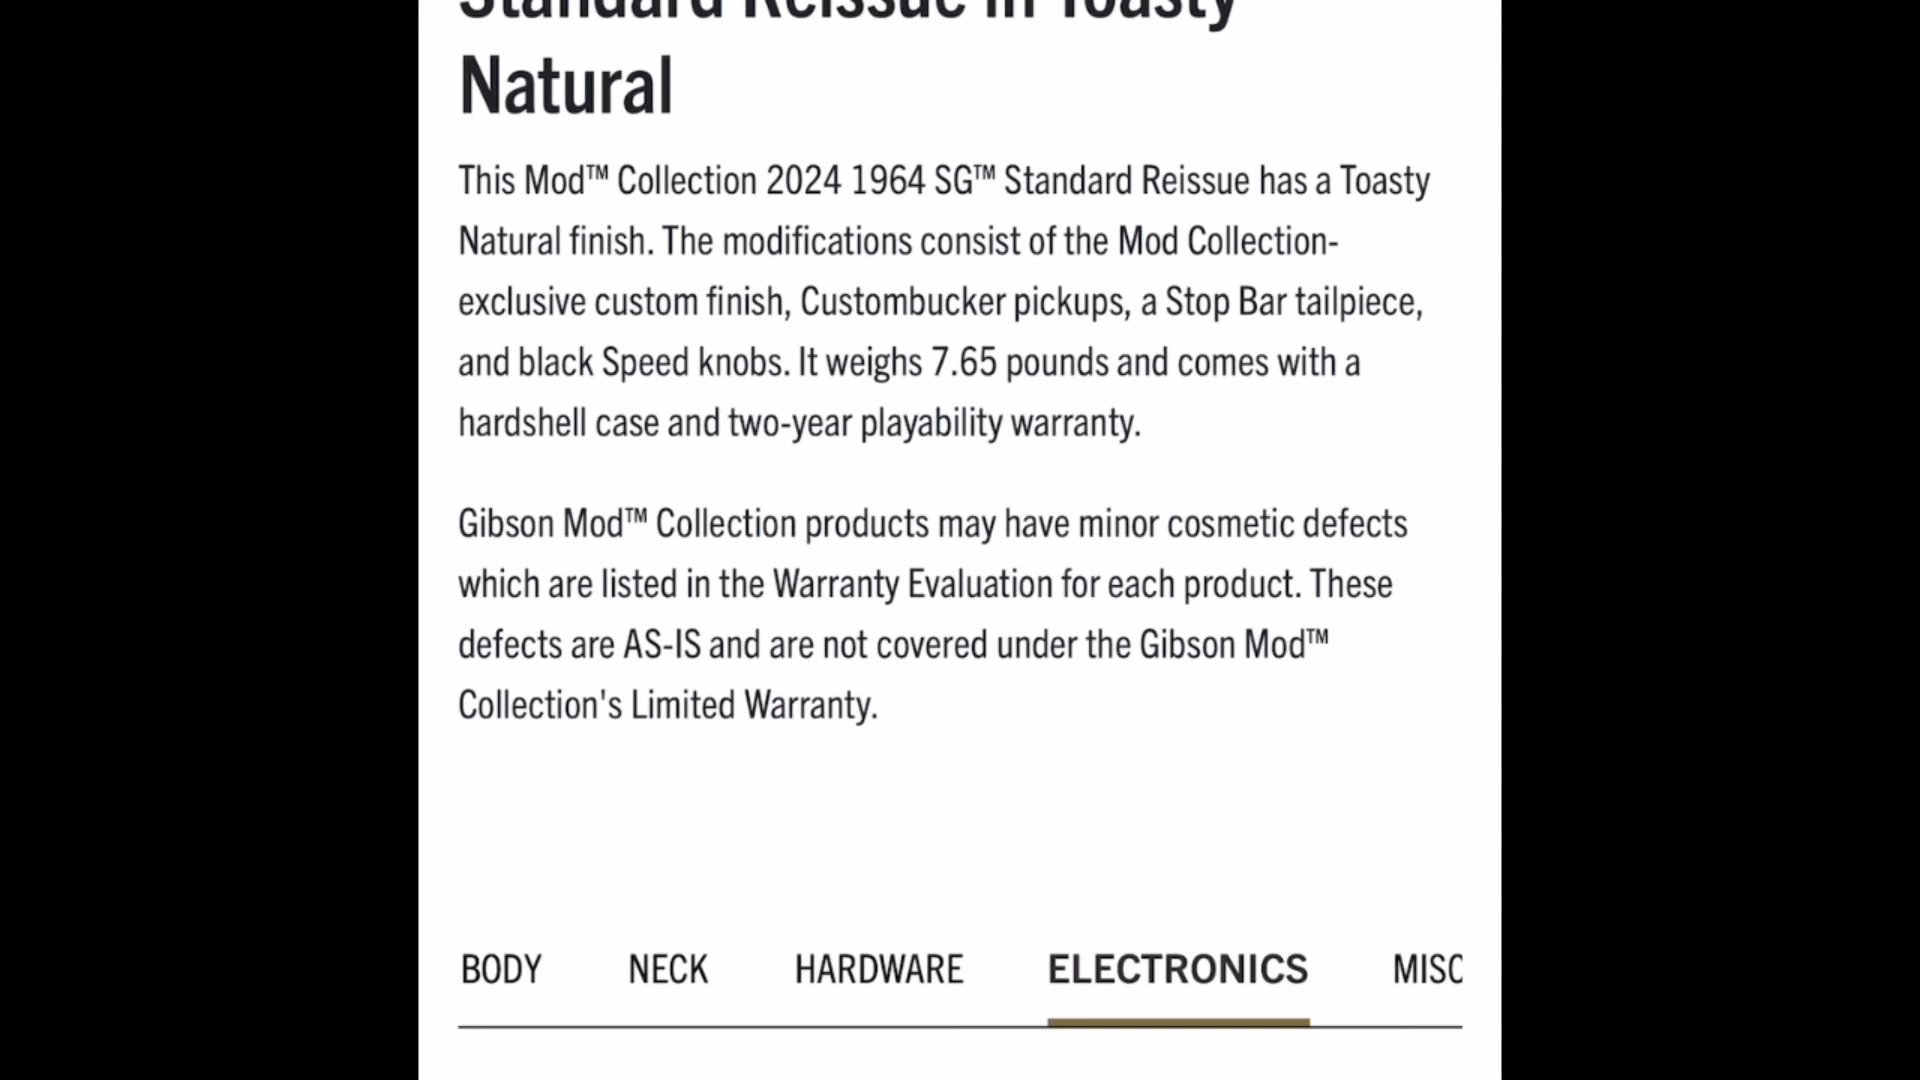 Standard Reissue in Toasty
Natural
This Mod™ Collection 2024 1964 SG™ Standard Reissue has a Toasty
Natural finish. The modifications consist of the Mod Collection-
exclusive custom finish, Custombucker pickups, a Stop Bar tailpiece,
and black Speed knobs. It weighs 7.65 pounds and comes with a
hardshell case and two-year playability warranty.
Gibson Mod™ Collection products may have minor cosmetic defects
which are listed in the Warranty Evaluation for each product. These
defects are AS-IS and are not covered under the Gibson Mod™
Collection's Limited Warranty.
BODY NECK HARDWARE ELECTRONICS MISC